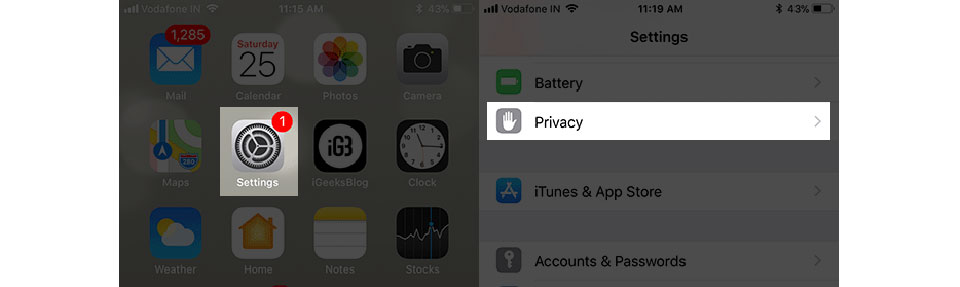 Vodafone IN 11:15 AM 43%
1,285
Saturday
25
Mail Calendar Photos Camera
1
280
iG3
Maps Settings iGeeksBlog Clock
Weather Home Notes Stocks
Vodafone IN 11:19 AM 43%
Settings
Battery
Privacy
iTunes & App Store
Accounts & Passwords